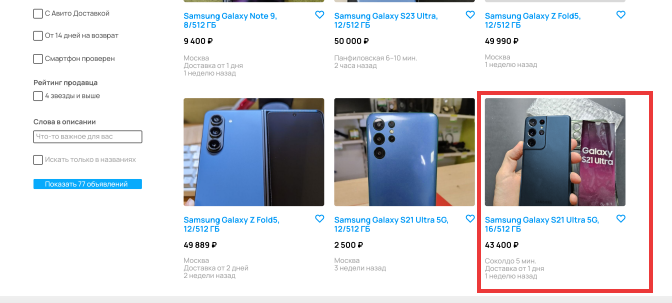 С Авито Доставкой
От 14 дней на возврат
Смартфон проверен
Рейтинг продавца
4 звезды и выше
Слова в описании
Что-то важное для вас
Искать только в названиях
Показать 77 объявлений
Samsung Galaxy Note 9,
8/512 ГБ
9 400 ₽
Москва
Доставка от 1 дня
1 неделю назад
Samsung Galaxy S23 Ultra,
12/512 ГБ
50 000 ₽
Панфиловская 6–10 мин.
2 часа назад
Samsung Galaxy Z Fold5,
12/512 ГБ
49 990 ₽
Москва
1 неделю назад
Samsung Galaxy Z Fold5,
12/512 ГБ
49 889 ₽
Москва
Доставка от 2 дней
2 недели назад
Samsung Galaxy S21 Ultra 5G,
12/512 ГБ
2 500 ₽
Москва
3 недели назад
Galaxy
S21 Ultra
Samsung Galaxy S21 Ultra 5G,
16/512 ГБ
43 400 ₽
Соколдо 5 мин.
Доставка от 1 дня
1 неделю назад